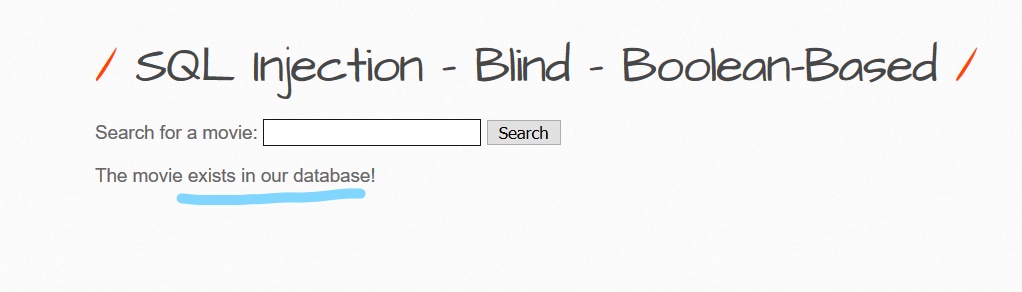 / SQL Injection - Blind - Boolean-Based /
Search for a movie: Search
The movie exists in our database!